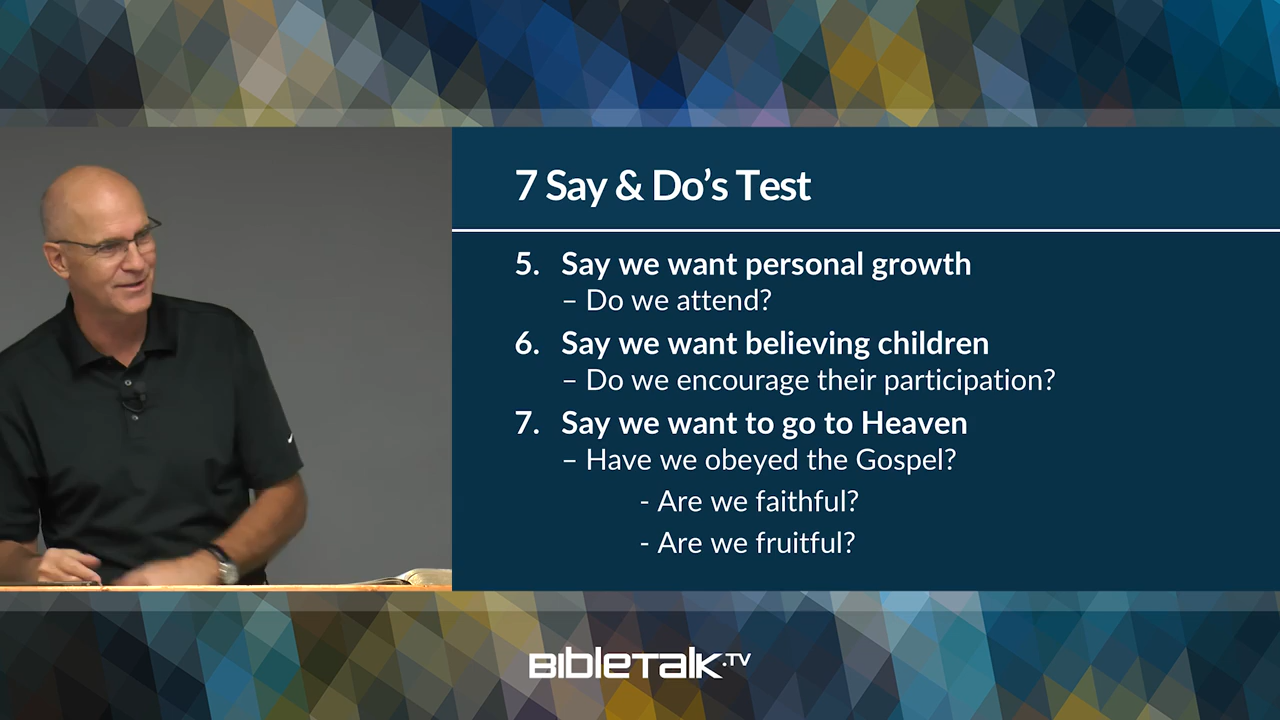 7 Say & Do's Test
5. Say we want personal growth
– Do we attend?
6. Say we want believing children
– Do we encourage their participation?
7. Say we want to go to Heaven
– Have we obeyed the Gospel?
- Are we faithful?
- Are we fruitful?
BIBLETALK.TV